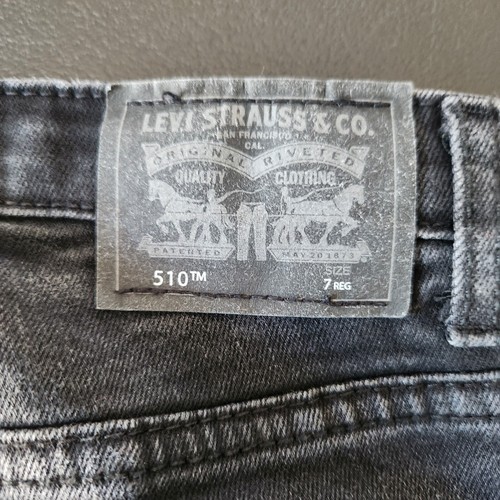 LEVI STRAUSS & CO.
SAN FRANCISCO
CAL.
ORIGINAL RIVETED
QUALITY CLOTHING
PATENTED MAY 20 1873
510™
SIZE
7 REG